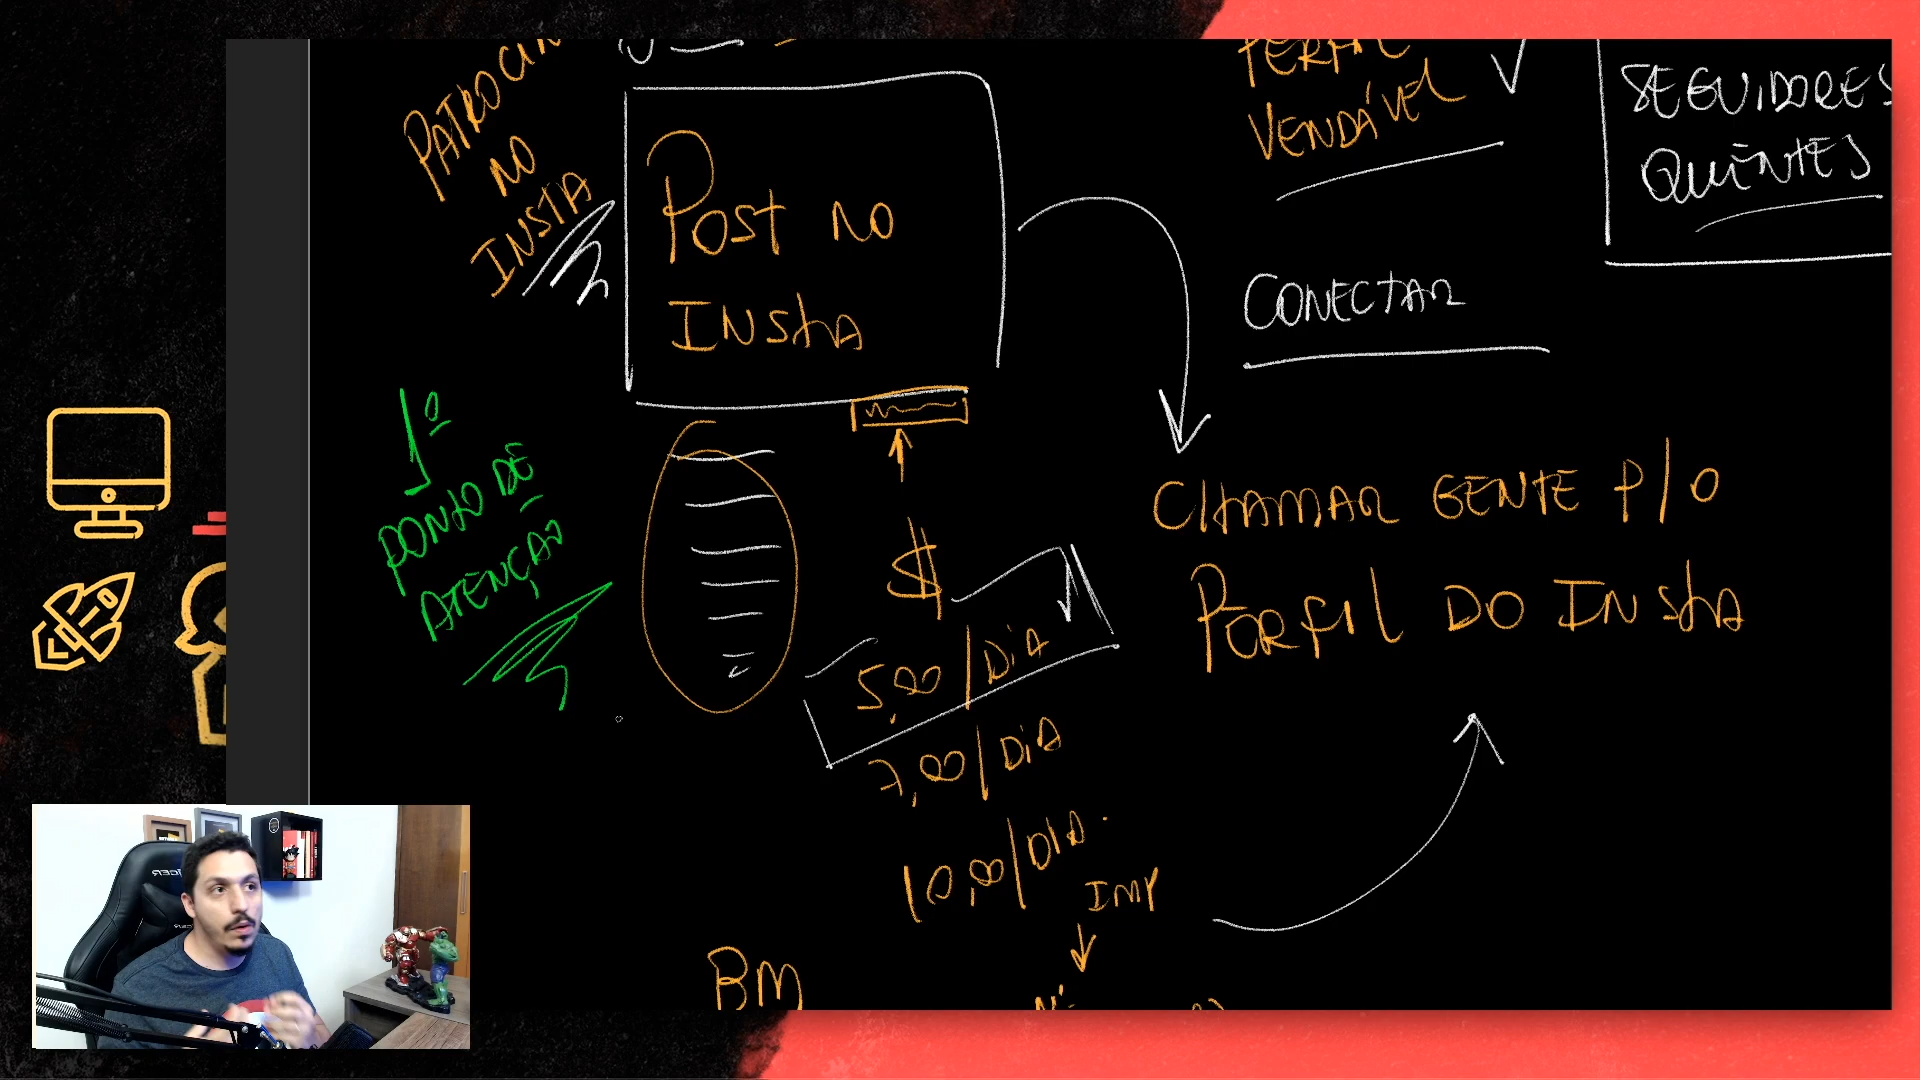 NO
INSTA
POST NO
INSTA
1º
PONTO DE
ATENÇÃO
$
5,00/DIA
7,00/DIA
10,00/DIA
IMP
BM
PERFIL
VENDÁVEL
SEGUIDORES
QUENTES
CONECTAR
CHAMAR GENTE P/O
PERFIL DO INSTA